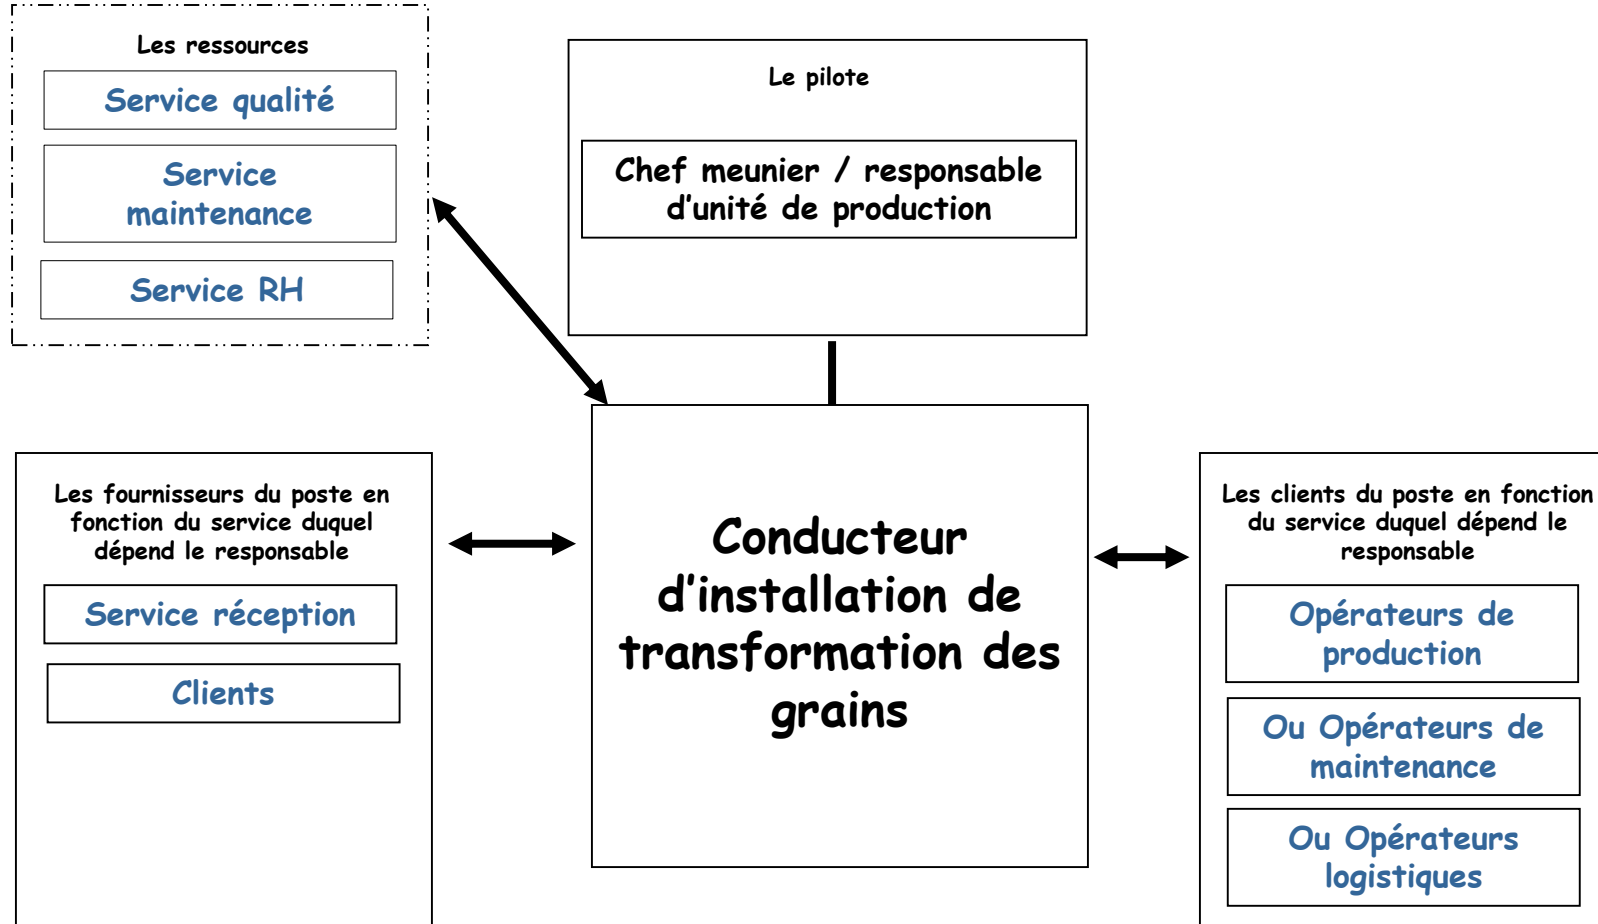 Les ressources
Service qualité
Service
maintenance
Service RH
Le pilote
Chef meunier / responsable
d'unité de production
Les fournisseurs du poste en
fonction du service duquel
dépend le responsable
Service réception
Clients
Conducteur
d'installation de
transformation des
grains
Les clients du poste en fonction
du service duquel dépend le
responsable
Opérateurs de
production
Ou Opérateurs de
maintenance
Ou Opérateurs
logistiques